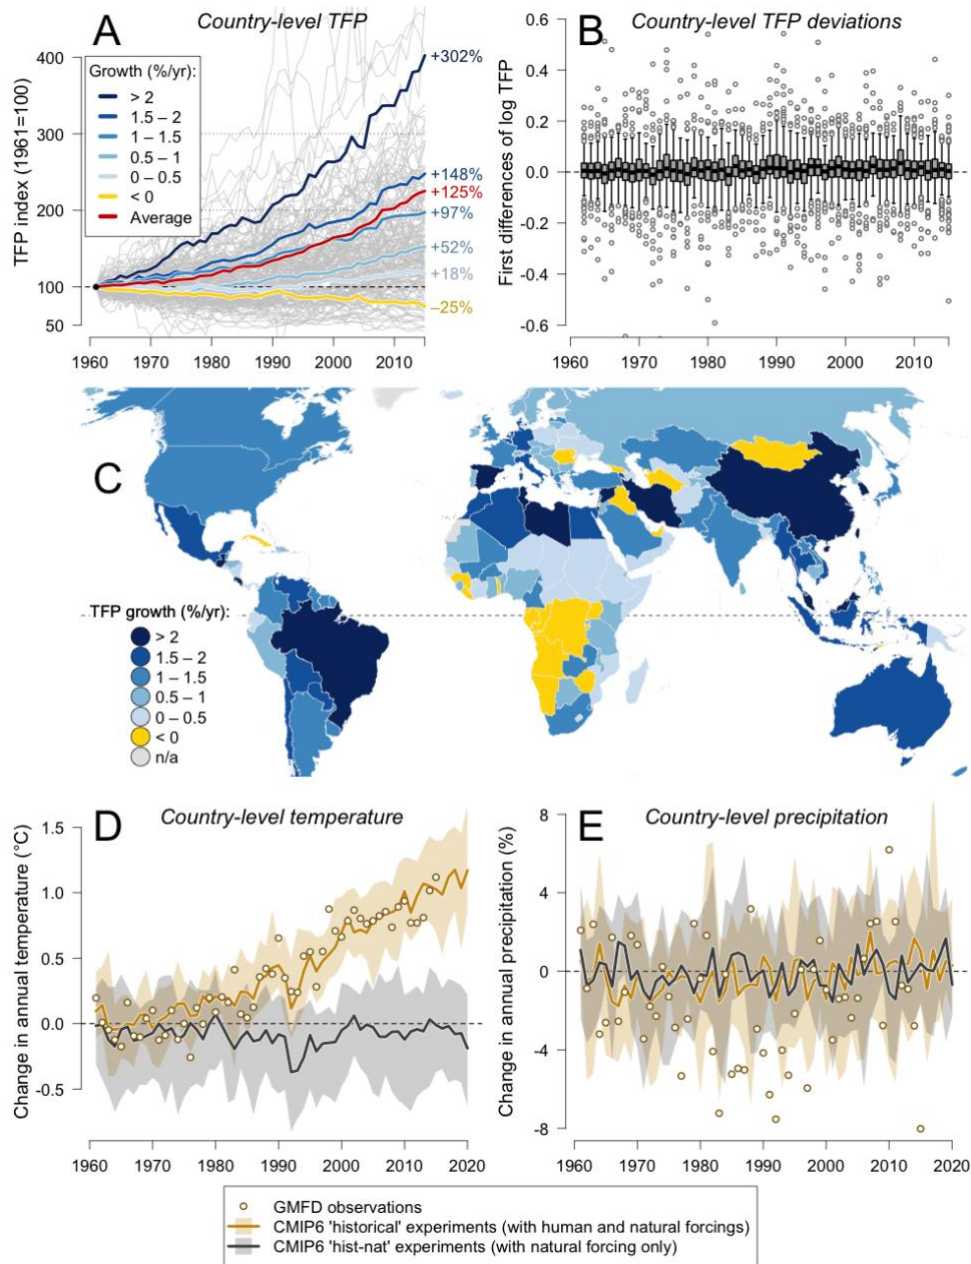 A
Country-level TFP
TFP index (1961=100)
400
300
200
100
50
Growth (%/yr):
> 2
1.5 – 2
1 – 1.5
0.5 – 1
0 – 0.5
< 0
Average
+302%
+148%
+125%
+97%
+52%
+18%
−25%
1960 1970 1980 1990 2000 2010
B
Country-level TFP deviations
First differences of log TFP
0.6
0.4
0.2
0.0
-0.2
-0.4
-0.6
1960 1970 1980 1990 2000 2010
C
TFP growth (%/yr):
> 2
1.5 – 2
1 – 1.5
0.5 – 1
0 – 0.5
< 0
n/a
D
Country-level temperature
Change in annual temperature (°C)
1.5
1.0
0.5
0.0
-0.5
1960 1970 1980 1990 2000 2010 2020
E
Country-level precipitation
Change in annual precipitation (%)
8
4
0
-4
-8
1960 1970 1980 1990 2000 2010 2020
GMFD observations
CMIP6 'historical' experiments (with human and natural forcings)
CMIP6 'hist-nat' experiments (with natural forcing only)